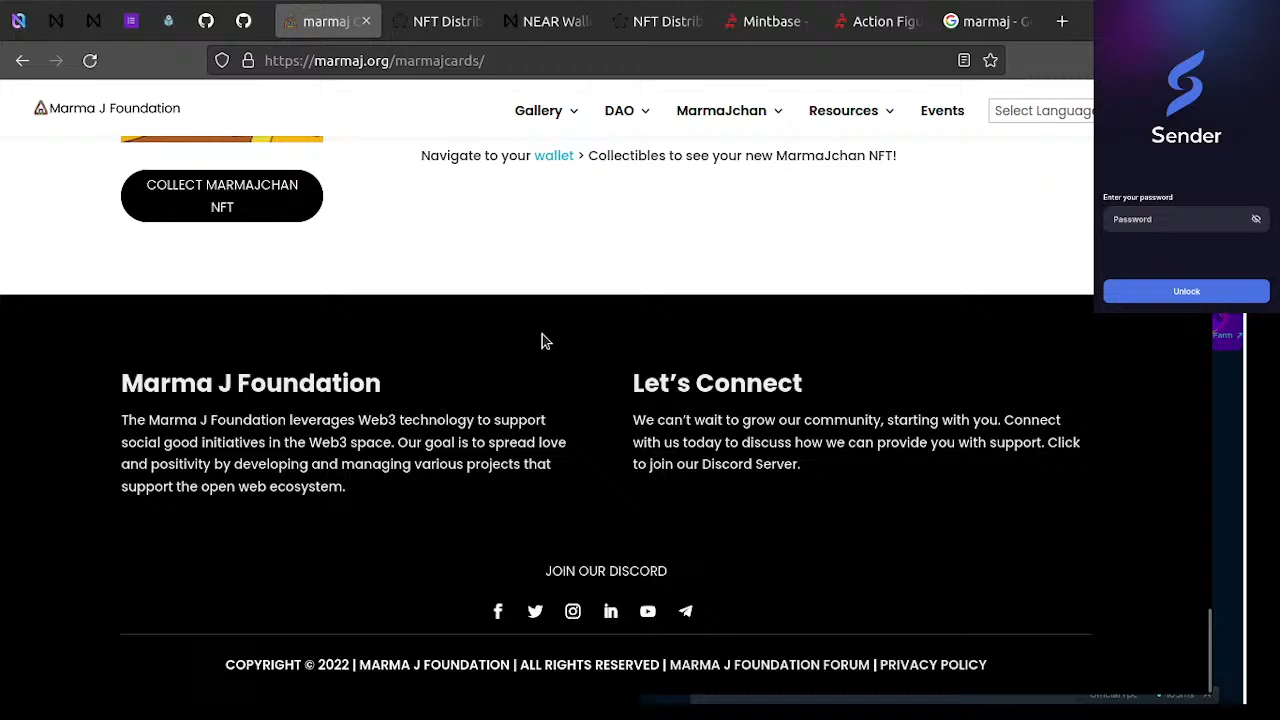 marmaj C
NFT Distrib
NEAR Wall
NFT Distrib
Mintbase -
Action Figu
marmaj - G
https://marmaj.org/marmajcards/
Marma J Foundation
Gallery
DAO
MarmaJchan
Resources
Events
Select Language
Sender
Enter your password
Password
Unlock
Farm
Navigate to your wallet > Collectibles to see your new MarmaJchan NFT!
COLLECT MARMAJCHAN
NFT
Marma J Foundation
The Marma J Foundation leverages Web3 technology to support
social good initiatives in the Web3 space. Our goal is to spread love
and positivity by developing and managing various projects that
support the open web ecosystem.
Let's Connect
We can't wait to grow our community, starting with you. Connect
with us today to discuss how we can provide you with support. Click
to join our Discord Server.
JOIN OUR DISCORD
COPYRIGHT © 2022 | MARMA J FOUNDATION | ALL RIGHTS RESERVED | MARMA J FOUNDATION FORUM | PRIVACY POLICY